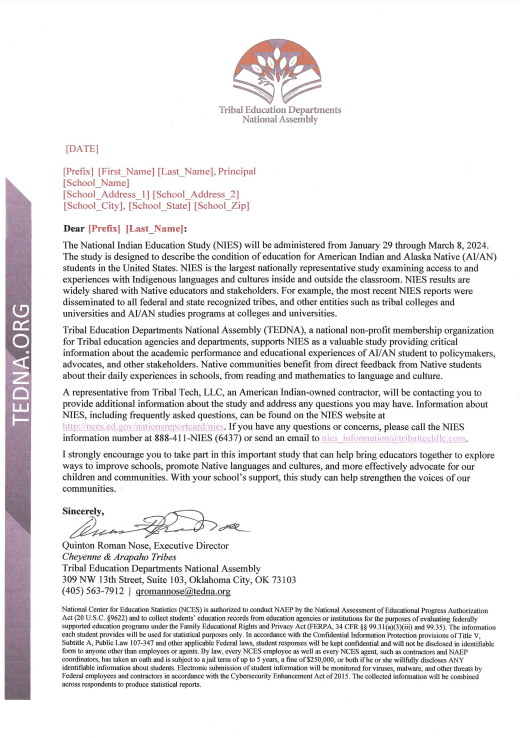 Tribal Education Departments
National Assembly
[DATE]
[Prefix] [First_Name] [Last_Name], Principal
[School_Name]
[School_Address_1] [School_Address_2]
[School_City], [School_State] [School_Zip]
Dear [Prefix] [Last_Name]:
The National Indian Education Study (NIES) will be administered from January 29 through March 8, 2024.
The study is designed to describe the condition of education for American Indian and Alaska Native (AI/AN)
students in the United States. NIES is the largest nationally representative study examining access to and
experiences with Indigenous languages and cultures inside and outside the classroom. NIES results are
widely shared with Native educators and stakeholders. For example, the most recent NIES reports were
disseminated to all federal and state recognized tribes, and other entities such as tribal colleges and
universities and AI/AN studies programs at colleges and universities.
Tribal Education Departments National Assembly (TEDNA), a national non-profit membership organization
for Tribal education agencies and departments, supports NIES as a valuable study providing critical
information about the academic performance and educational experiences of AI/AN student to policymakers,
advocates, and other stakeholders. Native communities benefit from direct feedback from Native students
about their daily experiences in schools, from reading and mathematics to language and culture.
A representative from Tribal Tech, LLC, an American Indian-owned contractor, will be contacting you to
provide additional information about the study and address any questions you may have. Information about
NIES, including frequently asked questions, can be found on the NIES website at
http://nces.ed.gov/nationsreportcard/nies. If you have any questions or concerns, please call the NIES
information number at 888-411-NIES (6437) or send an email to nies_information@tribaltechllc.com.
I strongly encourage you to take part in this important study that can help bring educators together to explore
ways to improve schools, promote Native languages and cultures, and more effectively advocate for our
children and communities. With your school's support, this study can help strengthen the voices of our
communities.
Sincerely,
Quinton Roman Nose, Executive Director
Cheyenne & Arapaho Tribes
Tribal Education Departments National Assembly
309 NW 13th Street, Suite 103, Oklahoma City, OK 73103
(405) 563-7912 | qromannose@tedna.org
National Center for Education Statistics (NCES) is authorized to conduct NAEP by the National Assessment of Educational Progress Authorization
Act (20 U.S.C. §9622) and to collect students' education records from education agencies or institutions for the purposes of evaluating federally
supported education programs under the Family Educational Rights and Privacy Act (FERPA, 34 CFR §§ 99.31(a)(3)(iii) and 99.35). The information
each student provides will be used for statistical purposes only. In accordance with the Confidential Information Protection provisions of Title V,
Subtitle A, Public Law 107-347 and other applicable Federal laws, student responses will be kept confidential and will not be disclosed in identifiable
form to anyone other than employees or agents. By law, every NCES employee as well as every NCES agent, such as contractors and NAEP
coordinators, has taken an oath and is subject to a jail term of up to 5 years, a fine of $250,000, or both if he or she willfully discloses ANY
identifiable information about students. Electronic submission of student information will be monitored for viruses, malware, and other threats by
Federal employees and contractors in accordance with the Cybersecurity Enhancement Act of 2015. The collected information will be combined
across respondents to produce statistical reports.
TEDNA.ORG